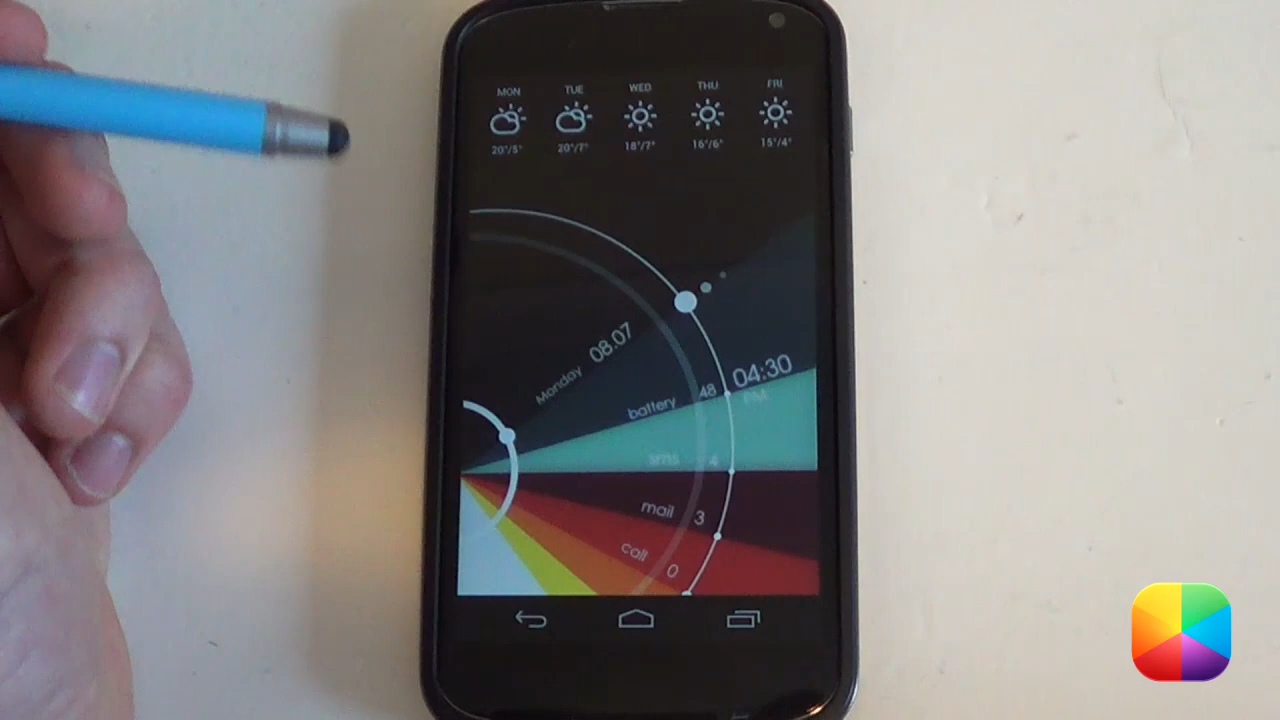 MON TUE WED THU FRI
20°/5° 20°/7° 18°/7° 16°/6° 15°/4°
Monday 08.07
04:30
PM
battery 48
sms 4
mail 3
call 0